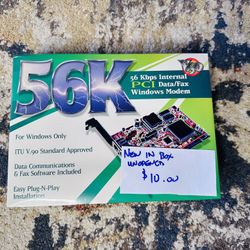 56K
56 Kbps Internal
PCI Data/Fax
Windows Modem
For Windows Only
ITU V.90 Standard Approved
Data Communications
& Fax Software Included
Easy Plug-N-Play
Installation
NEW IN BOX
UNOPENED
$10.00